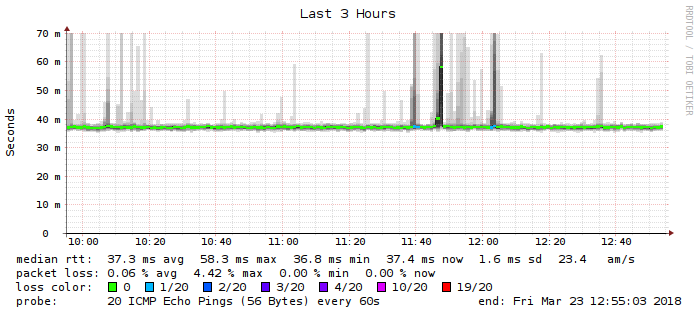 Last 3 Hours
RRDTOOL / TOBI OETIKER
Seconds
70 m
60 m
50 m
40 m
30 m
20 m
10 m
0
10:00 10:20 10:40 11:00 11:20 11:40 12:00 12:20 12:40
median rtt: 37.3 ms avg 58.3 ms max 36.8 ms min 37.4 ms now 1.6 ms sd 23.4 am/s
packet loss: 0.06 % avg 4.42 % max 0.00 % min 0.00 % now
loss color: 0 1/20 2/20 3/20 4/20 10/20 19/20
probe: 20 ICMP Echo Pings (56 Bytes) every 60s end: Fri Mar 23 12:55:03 2018